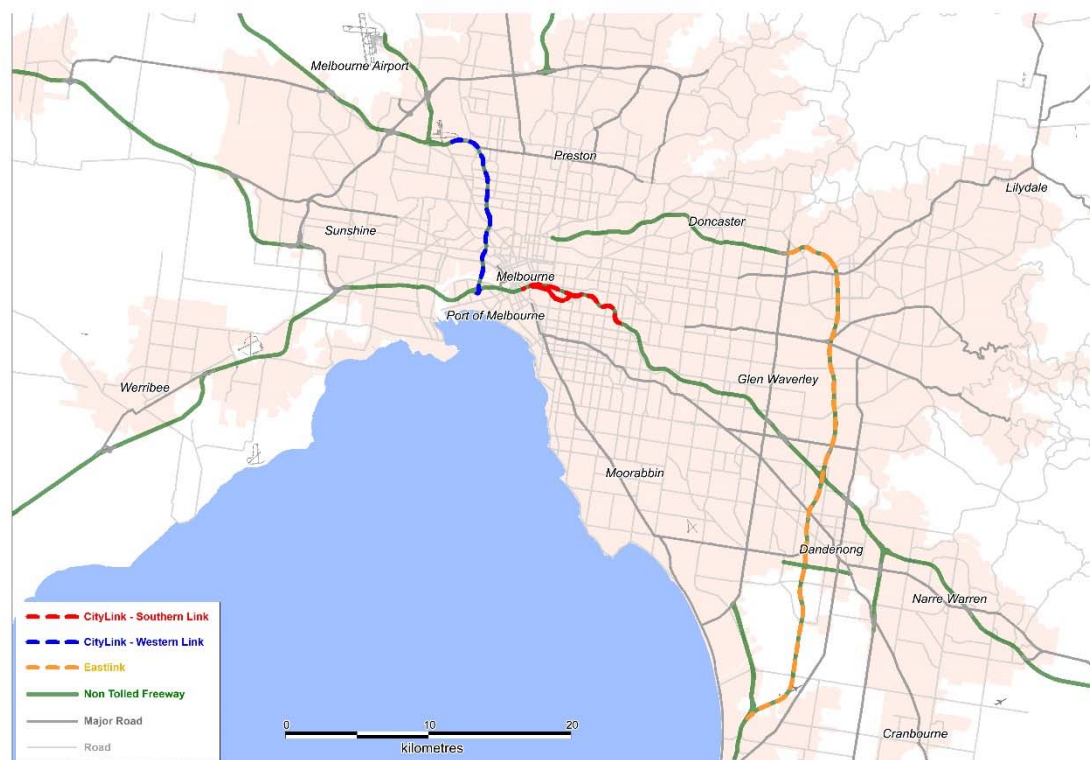 Melbourne Airport
Preston
Lilydale
Doncaster
Sunshine
Melbourne
Port of Melbourne
Glen Waverley
Werribee
Moorabbin
Dandenong
Narre Warren
Cranbourne
CityLink - Southern Link
CityLink - Western Link
Eastlink
Non Tolled Freeway
Major Road
Road
0 10 20
kilometres